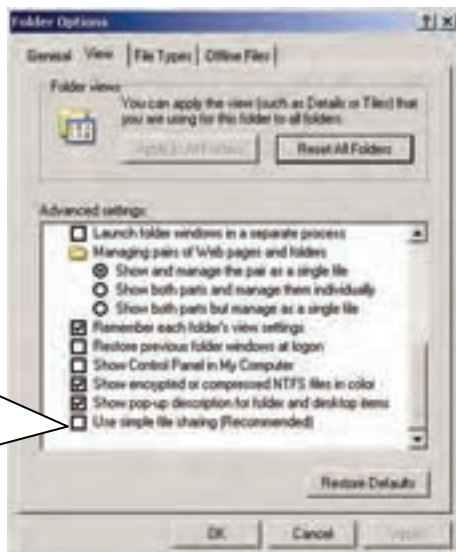 Folder Options
General View File Types Offline Files
Folder views
You can apply the view (such as Details or Tiles) that
you are using for this folder to all folders.
Apply to All Folders Reset All Folders
Advanced settings:
Launch folder windows in a separate process
Managing pairs of Web pages and folders
Show and manage the pair as a single file
Show both parts and manage them individually
Show both parts but manage as a single file
Remember each folder's view settings
Restore previous folder windows at logon
Show Control Panel in My Computer
Show encrypted or compressed NTFS files in color
Show pop-up description for folder and desktop items
Use simple file sharing (Recommended)
Restore Defaults
OK Cancel Apply